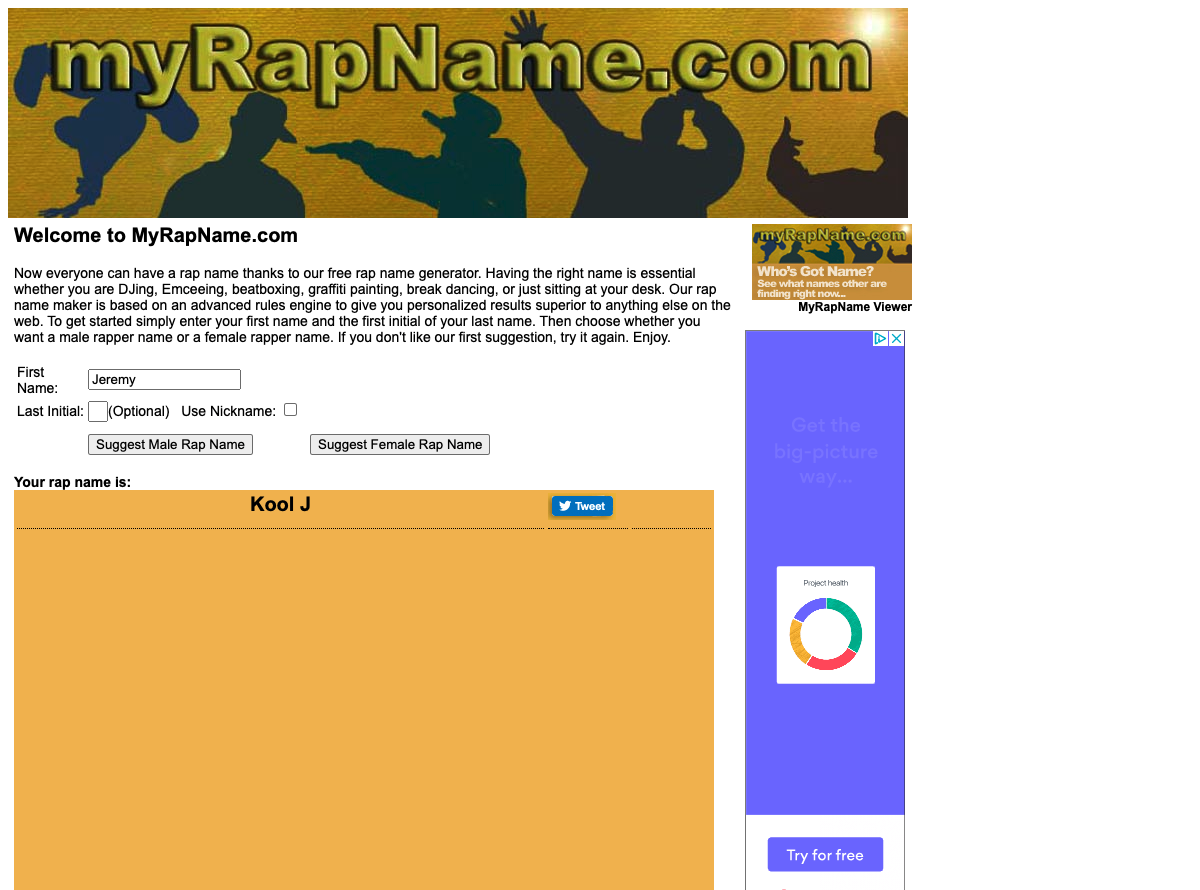 myRapName.com
Welcome to MyRapName.com
Now everyone can have a rap name thanks to our free rap name generator. Having the right name is essential
whether you are DJing, Emceeing, beatboxing, graffiti painting, break dancing, or just sitting at your desk. Our rap
name maker is based on an advanced rules engine to give you personalized results superior to anything else on the
web. To get started simply enter your first name and the first initial of your last name. Then choose whether you
want a male rapper name or a female rapper name. If you don't like our first suggestion, try it again. Enjoy.
First
Name:
Jeremy
Last Initial: (Optional) Use Nickname:
Suggest Male Rap Name Suggest Female Rap Name
Your rap name is:
Kool J
Tweet
myRapName.com
Who's Got Name?
See what names other are
finding right now...
MyRapName Viewer
Get the
big-picture
way...
Project health
Try for free